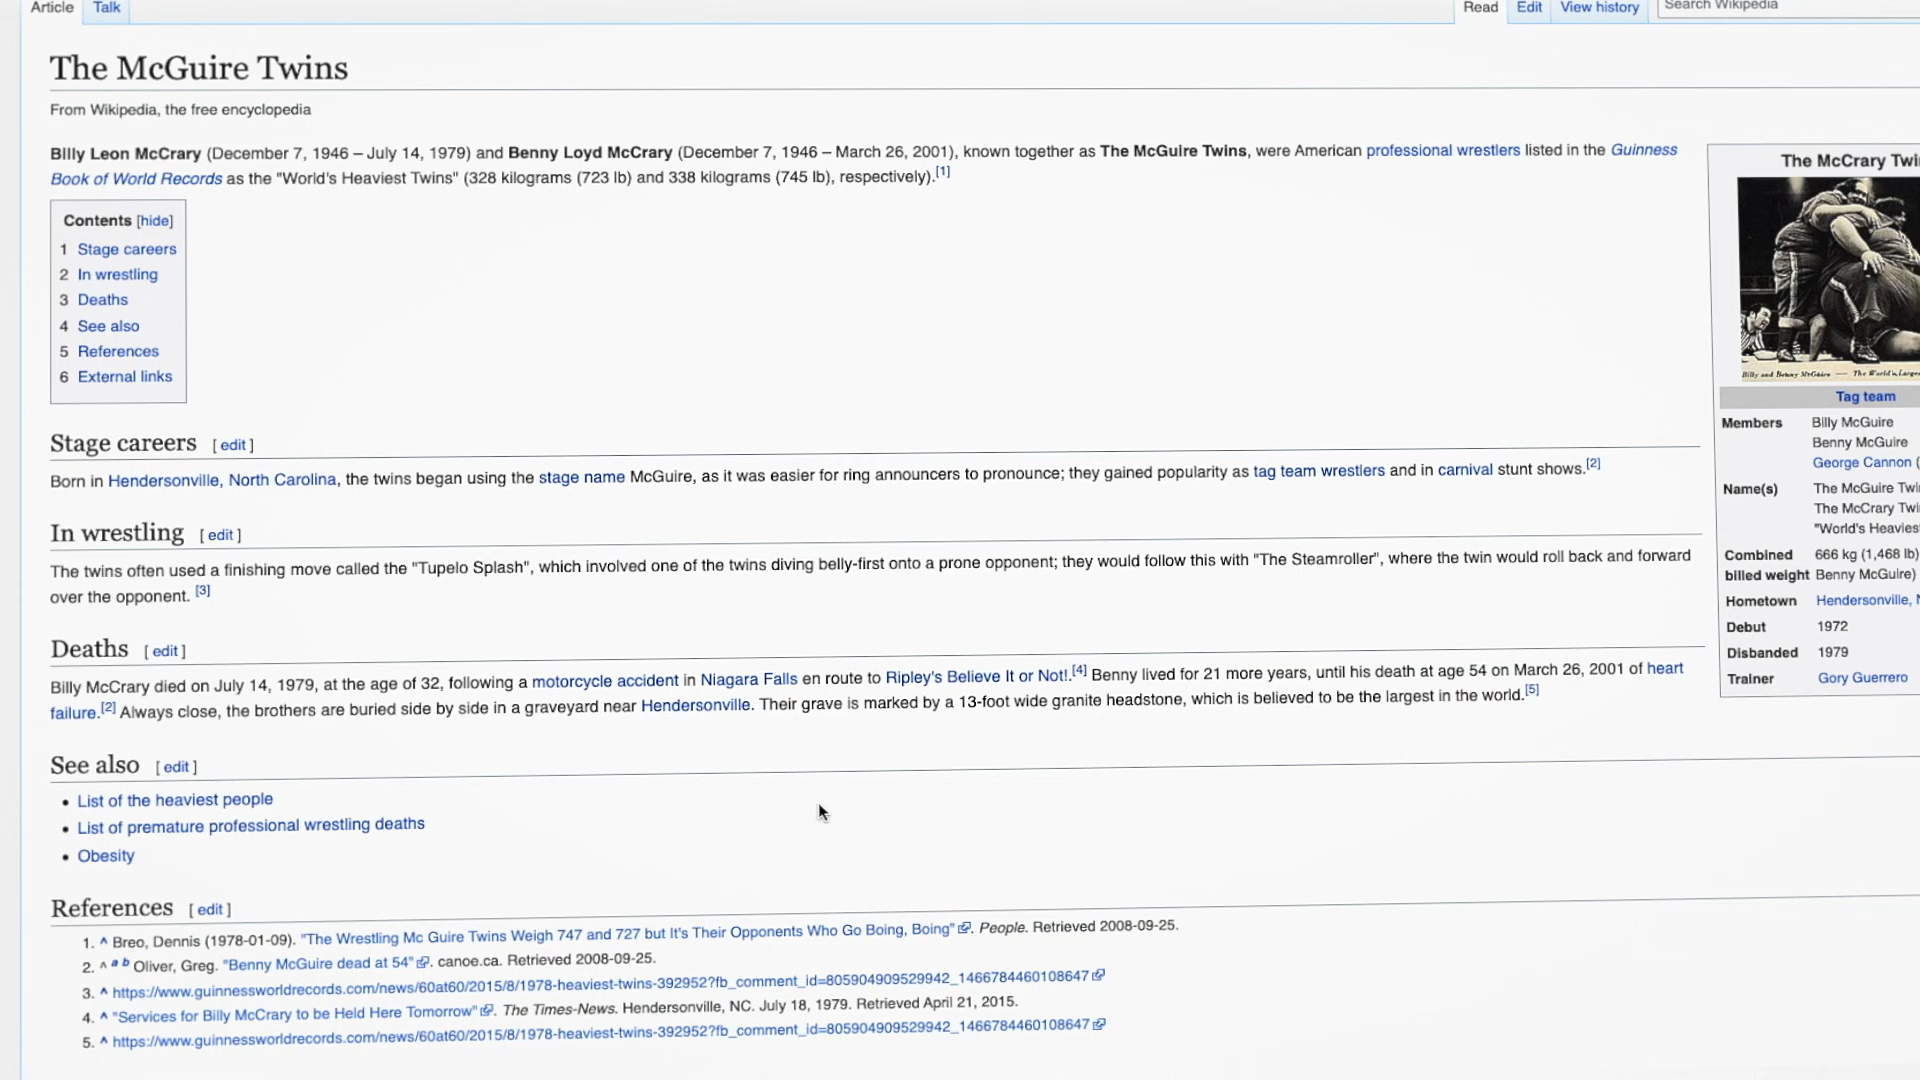 Article Talk
Read Edit View history Search Wikipedia
The McGuire Twins
From Wikipedia, the free encyclopedia
Billy Leon McCrary (December 7, 1946 – July 14, 1979) and Benny Loyd McCrary (December 7, 1946 – March 26, 2001), known together as The McGuire Twins, were American professional wrestlers listed in the Guinness
Book of World Records as the "World's Heaviest Twins" (328 kilograms (723 lb) and 338 kilograms (745 lb), respectively).[1]
Contents [hide]
1 Stage careers
2 In wrestling
3 Deaths
4 See also
5 References
6 External links
Stage careers [ edit ]
Born in Hendersonville, North Carolina, the twins began using the stage name McGuire, as it was easier for ring announcers to pronounce; they gained popularity as tag team wrestlers and in carnival stunt shows.[2]
In wrestling [ edit ]
The twins often used a finishing move called the "Tupelo Splash", which involved one of the twins diving belly-first onto a prone opponent; they would follow this with "The Steamroller", where the twin would roll back and forward
over the opponent. [3]
Deaths [ edit ]
Billy McCrary died on July 14, 1979, at the age of 32, following a motorcycle accident in Niagara Falls en route to Ripley's Believe It or Not!.[4] Benny lived for 21 more years, until his death at age 54 on March 26, 2001 of heart
failure.[2] Always close, the brothers are buried side by side in a graveyard near Hendersonville. Their grave is marked by a 13-foot wide granite headstone, which is believed to be the largest in the world.[5]
See also [ edit ]
• List of the heaviest people
• List of premature professional wrestling deaths
• Obesity
References [ edit ]
1. ^ Breo, Dennis (1978-01-09). "The Wrestling Mc Guire Twins Weigh 747 and 727 but It's Their Opponents Who Go Boing, Boing". People. Retrieved 2008-09-25.
2. ^ a b Oliver, Greg. "Benny McGuire dead at 54". canoe.ca. Retrieved 2008-09-25.
3. ^ https://www.guinnessworldrecords.com/news/60at60/2015/8/1978-heaviest-twins-392952?fb_comment_id=805904909529942_1466784460108647
4. ^ "Services for Billy McCrary to be Held Here Tomorrow". The Times-News. Hendersonville, NC. July 18, 1979. Retrieved April 21, 2015.
5. ^ https://www.guinnessworldrecords.com/news/60at60/2015/8/1978-heaviest-twins-392952?fb_comment_id=805904909529942_1466784460108647
The McCrary Twi
Billy and Benny McGuire — The World's Large
Tag team
Members Billy McGuire
Benny McGuire
George Cannon (
Name(s) The McGuire Twi
The McCrary Twi
"World's Heavies
Combined 666 kg (1,468 lb)
billed weight Benny McGuire)
Hometown Hendersonville, N
Debut 1972
Disbanded 1979
Trainer Gory Guerrero